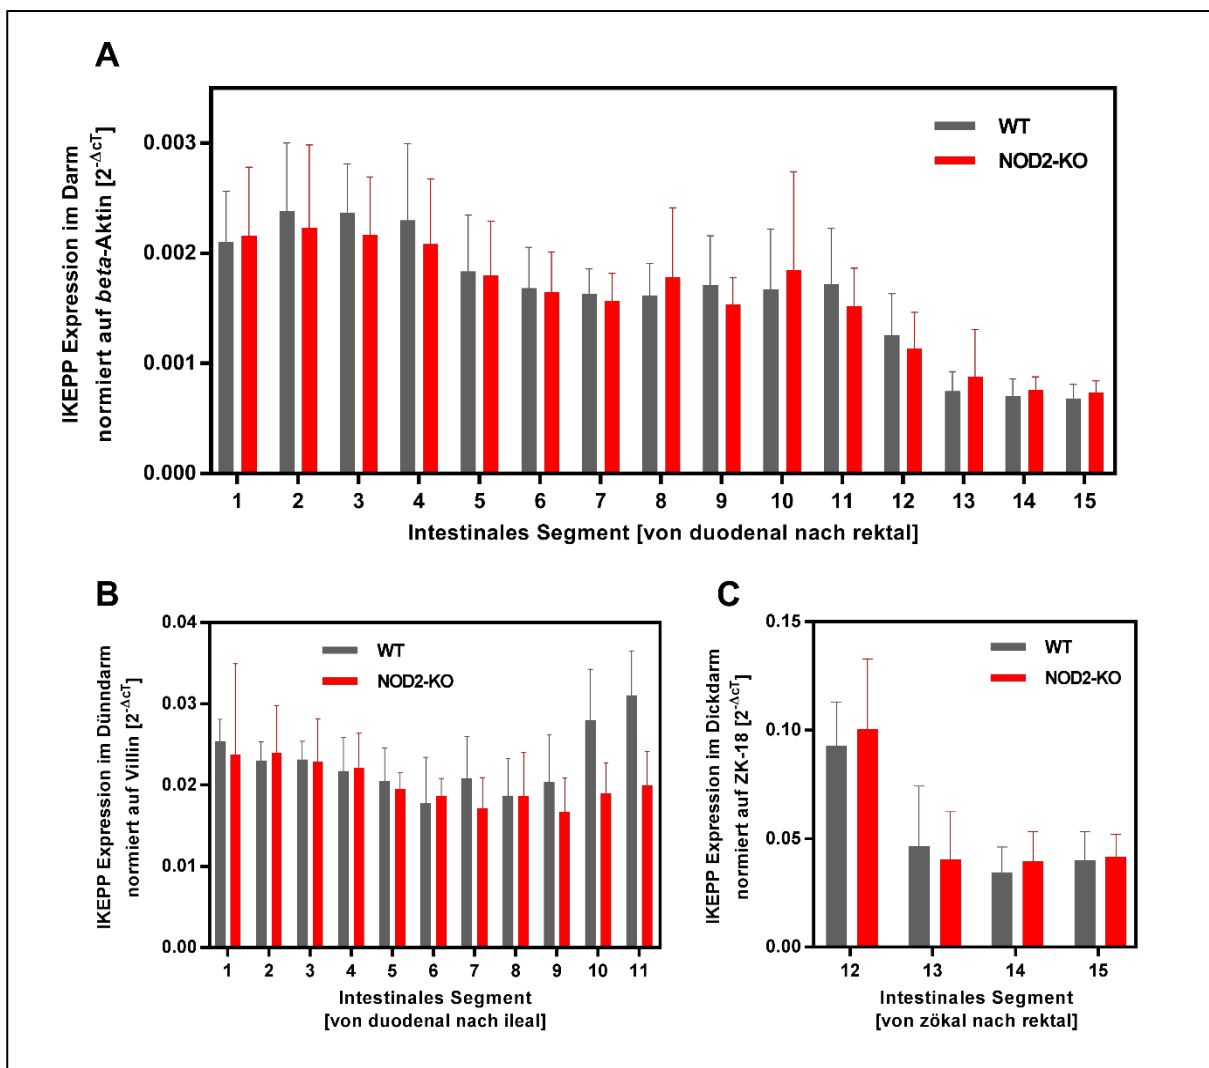 A
IKEPP Expression im Darm
normiert auf beta-Aktin [2^-ΔcT]
0.003
0.002
0.001
0.000
WT
NOD2-KO
1 2 3 4 5 6 7 8 9 10 11 12 13 14 15
Intestinales Segment [von duodenal nach rektal]
B
IKEPP Expression im Dünndarm
normiert auf Villin [2^-ΔcT]
0.04
0.03
0.02
0.01
0.00
WT
NOD2-KO
1 2 3 4 5 6 7 8 9 10 11
Intestinales Segment
[von duodenal nach ileal]
C
IKEPP Expression im Dickdarm
normiert auf ZK-18 [2^-ΔcT]
0.15
0.10
0.05
0.00
WT
NOD2-KO
12 13 14 15
Intestinales Segment
[von zökal nach rektal]